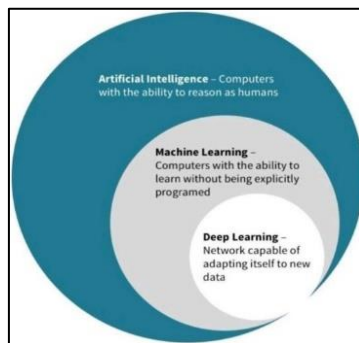 Artificial Intelligence – Computers
with the ability to reason as humans
Machine Learning –
Computers with the ability to
learn without being explicitly
programed
Deep Learning –
Network capable of
adapting itself to new
data